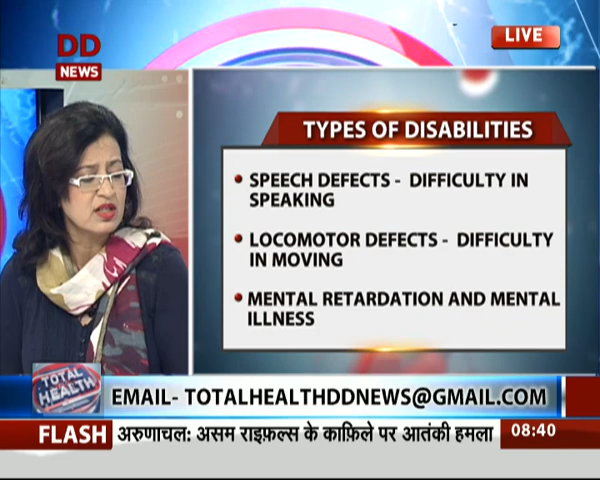 DD
NEWS
LIVE
TYPES OF DISABILITIES
• SPEECH DEFECTS - DIFFICULTY IN
SPEAKING
• LOCOMOTOR DEFECTS - DIFFICULTY
IN MOVING
• MENTAL RETARDATION AND MENTAL
ILLNESS
TOTAL
HEALTH
EMAIL- TOTALHEALTHDDNEWS@GMAIL.COM
FLASH
अरुणाचल: असम राइफ़ल्स के काफ़िले पर आतंकी हमला
08:40